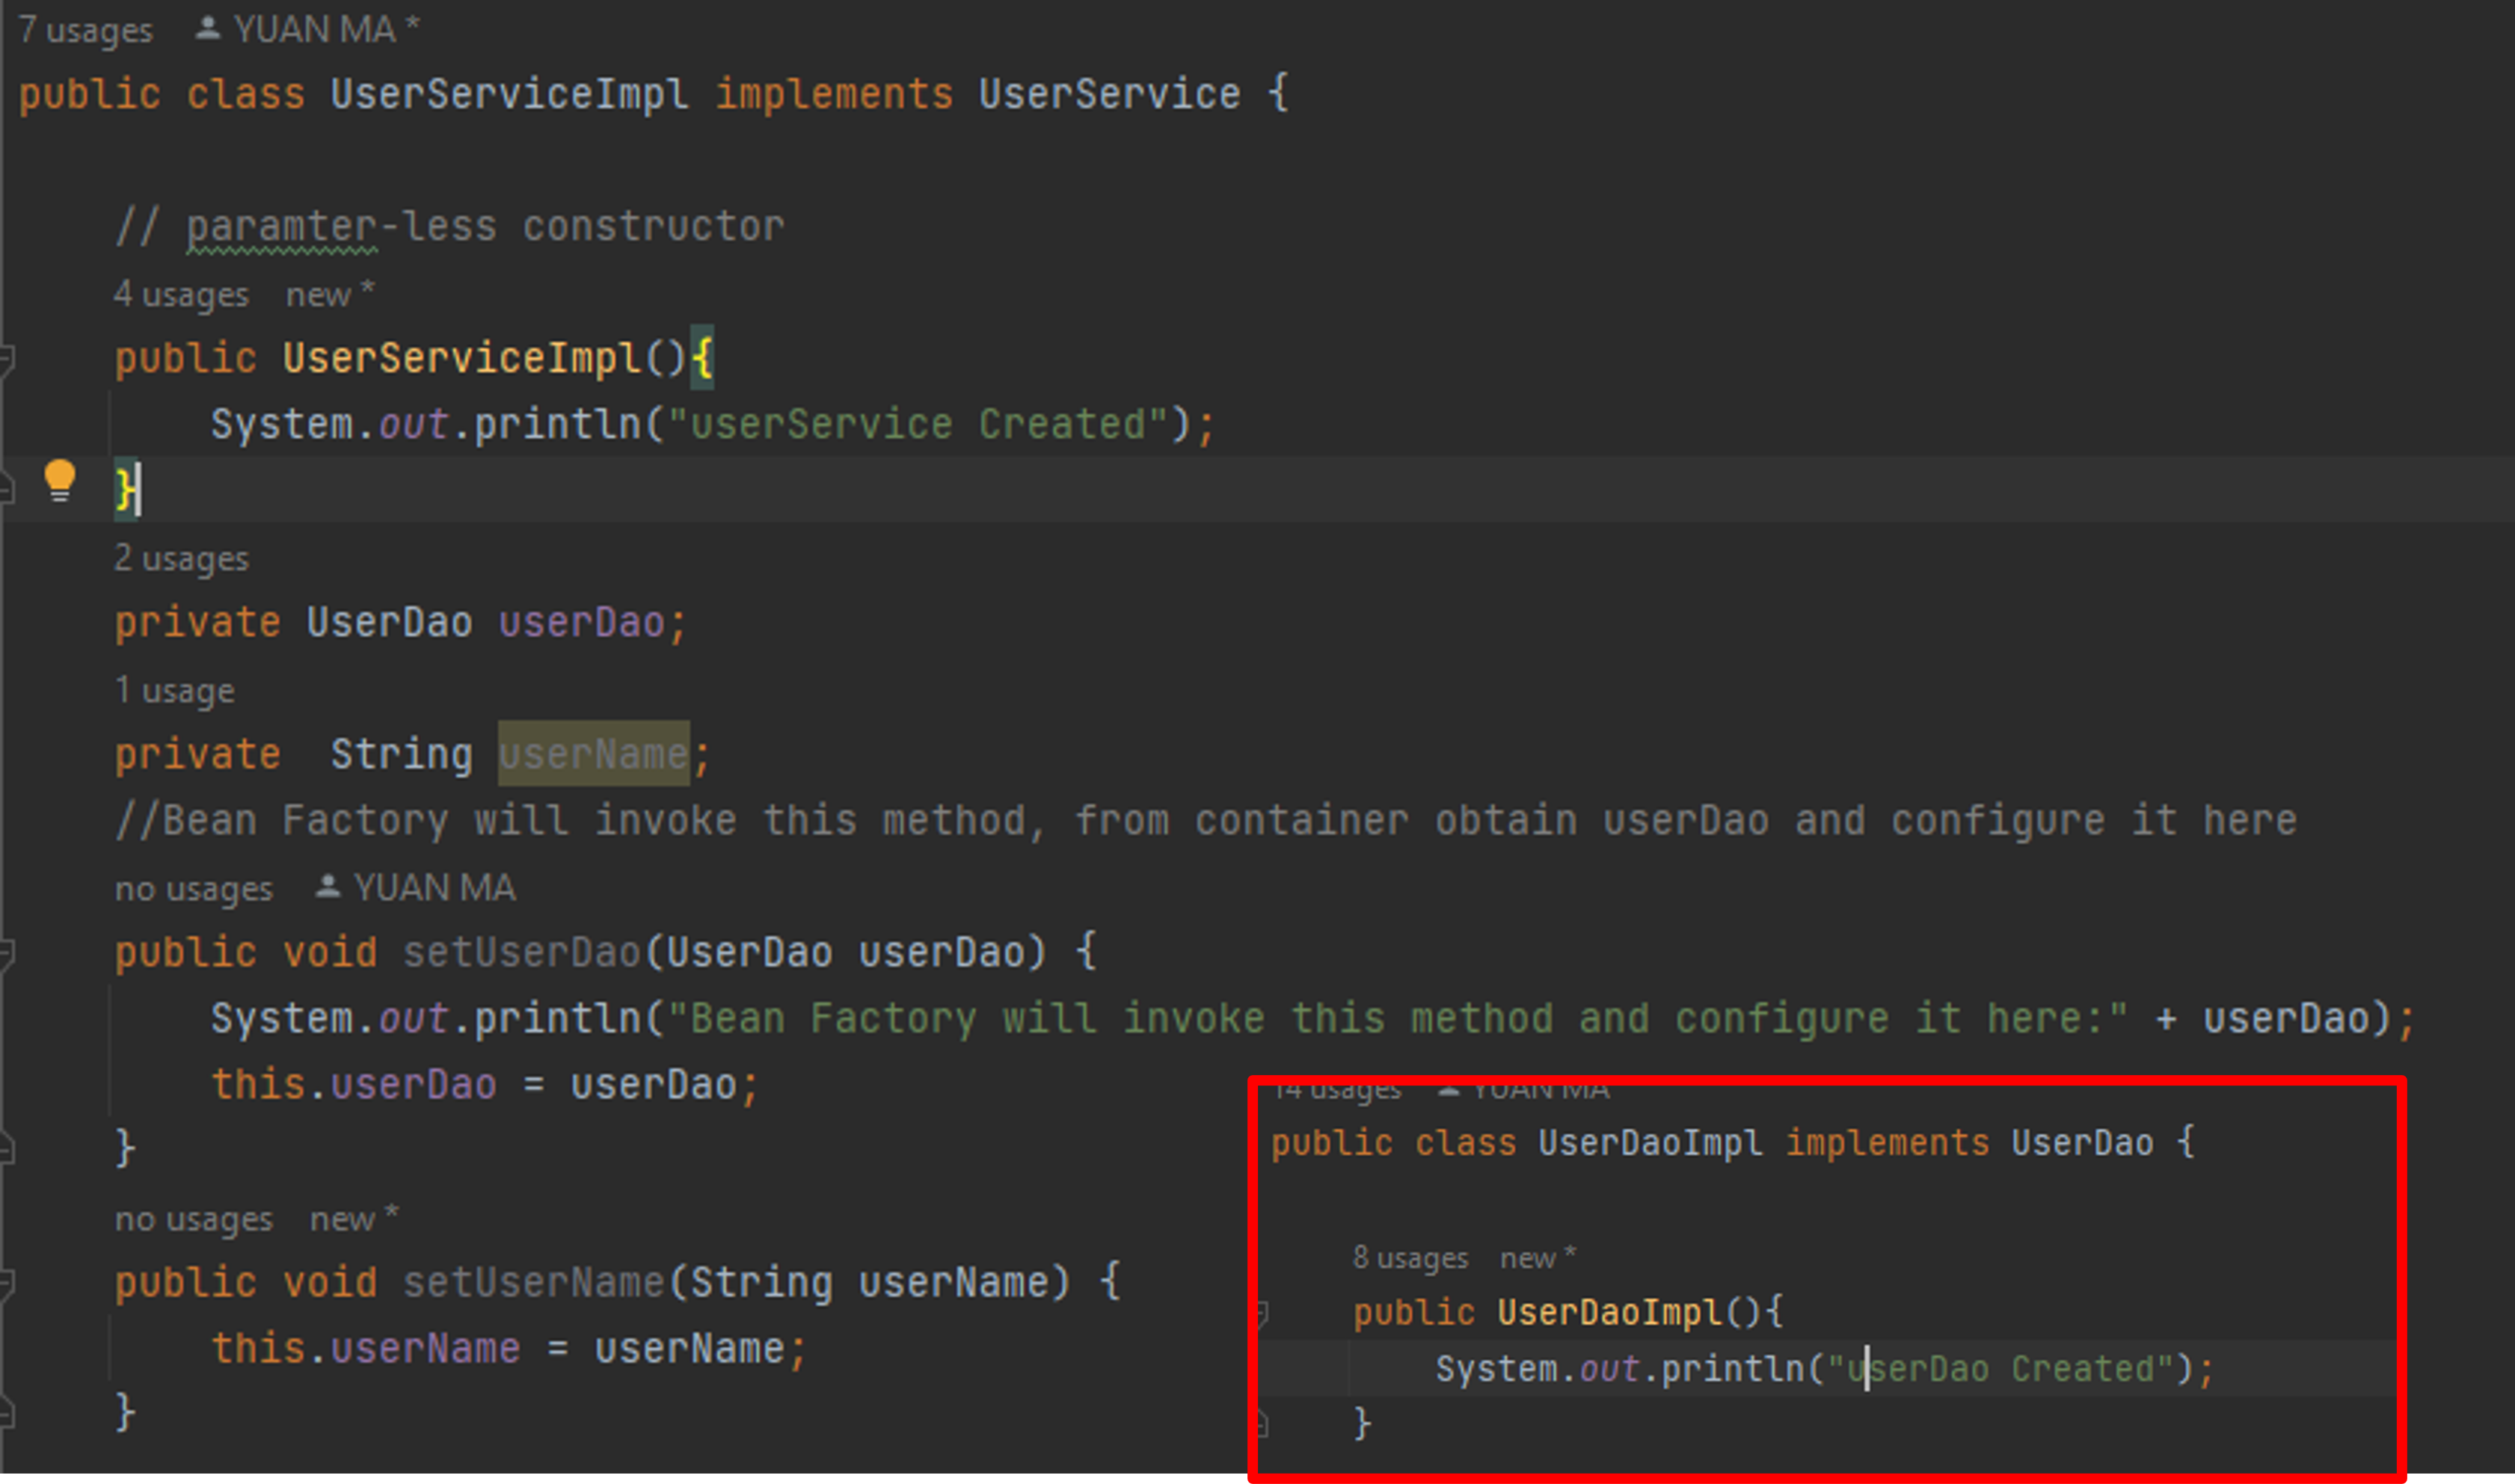 7 usages YUAN MA *
public class UserServiceImpl implements UserService {
// paramter-less constructor
4 usages new *
public UserServiceImpl(){
System.out.println("userService Created");
}
2 usages
private UserDao userDao;
1 usage
private  String userName;
//Bean Factory will invoke this method, from container obtain userDao and configure it here
no usages YUAN MA
public void setUserDao(UserDao userDao) {
System.out.println("Bean Factory will invoke this method and configure it here:" + userDao);
this.userDao = userDao;
}
no usages new *
public void setUserName(String userName) {
this.userName = userName;
}
14 usages YUAN MA
public class UserDaoImpl implements UserDao {
8 usages new *
public UserDaoImpl(){
System.out.println("userDao Created");
}